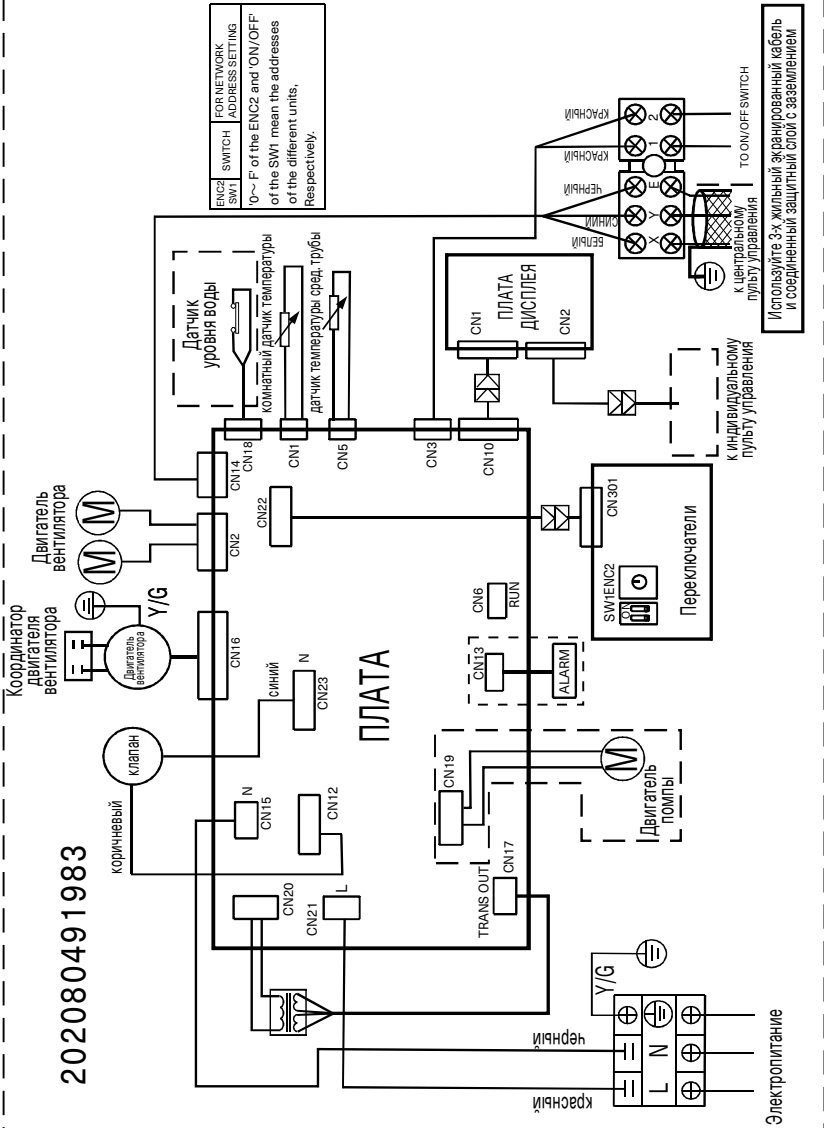 202080491983
Координатор
двигателя
вентилятора
Двигатель
вентилятора
M
M
Двигатель
вентилятора
Y/G
клапан
коричневый
синий
N
CN23
N
CN15
CN12
CN20
CN21
L
CN16
CN2
CN14
CN22
CN18
CN1
CN5
CN3
CN10
ПЛАТА
Датчик
уровня воды
комнатный датчик температуры
датчик температуры сред. трубы
ENC2
SW1
SWITCH
FOR NETWORK
ADDRESS SETTING
'0～ F' of the ENC2 and 'ON/OFF'
of the SW1 mean the addresses
of the different units,
Respectively.
TRANS OUT
CN17
CN19
M
Двигатель
помпы
CN13
ALARM
CN6
RUN
CN301
SW1
ENC2
ON
Переключатели
ПЛАТА
ДИСПЛЕЯ
CN1
CN2
к индивидуальному
пульту управления
КРАСНЫЙ
КРАСНЫЙ
ЧЕРНЫЙ
СИНИЙ
БЕЛЫЙ
X
Y
E
1
2
TO ON/OFF SWITCH
к центральному
пульту управления
Используйте 3-х жильный экранированный кабель
и соединенный защитный слой с заземлением
красный
черный
Y/G
L
N
Электропитание